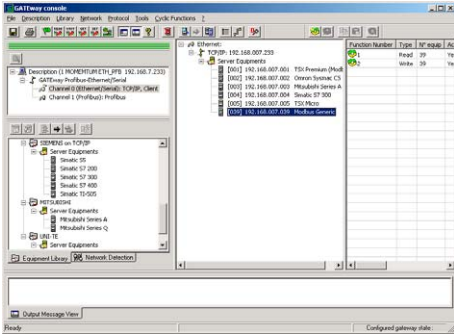 GATEway console
File Description Library Network Protocol Tools Cyclic Functions ?
Description (1 MOMENTUM ETH_PFB 192.168.7.233)
GATEway Profibus-Ethernet/Serial
Channel 0 (Ethernet/Serial): TCP/IP, Client
Channel 1 (Profibus): Profibus
SIEMENS on TCP/IP
Server Equipments
Simatic S5
Simatic S7 200
Simatic S7 300
Simatic S7 400
Simatic TI-505
MITSUBISHI
Server Equipments
Mitsubishi Series A
Mitsubishi Series Q
UNI-TE
Server Equipments
Equipment Library Network Detection
Ethernet:
TCP/IP: 192.168.007.233
Server Equipments
[001] 192.168.007.001 TSX Premium (Modb
[002] 192.168.007.002 Omron Sysmac CS
[003] 192.168.007.003 Mitsubishi Series A
[004] 192.168.007.004 Simatic S7 300
[005] 192.168.007.005 TSX Micro
[039] 192.168.007.039 Modbus Generic
Function Number Type N° equip Ac
1 Read 39 Ye
2 Write 39 Ye
Output Message View
Ready
Configured gateway state :